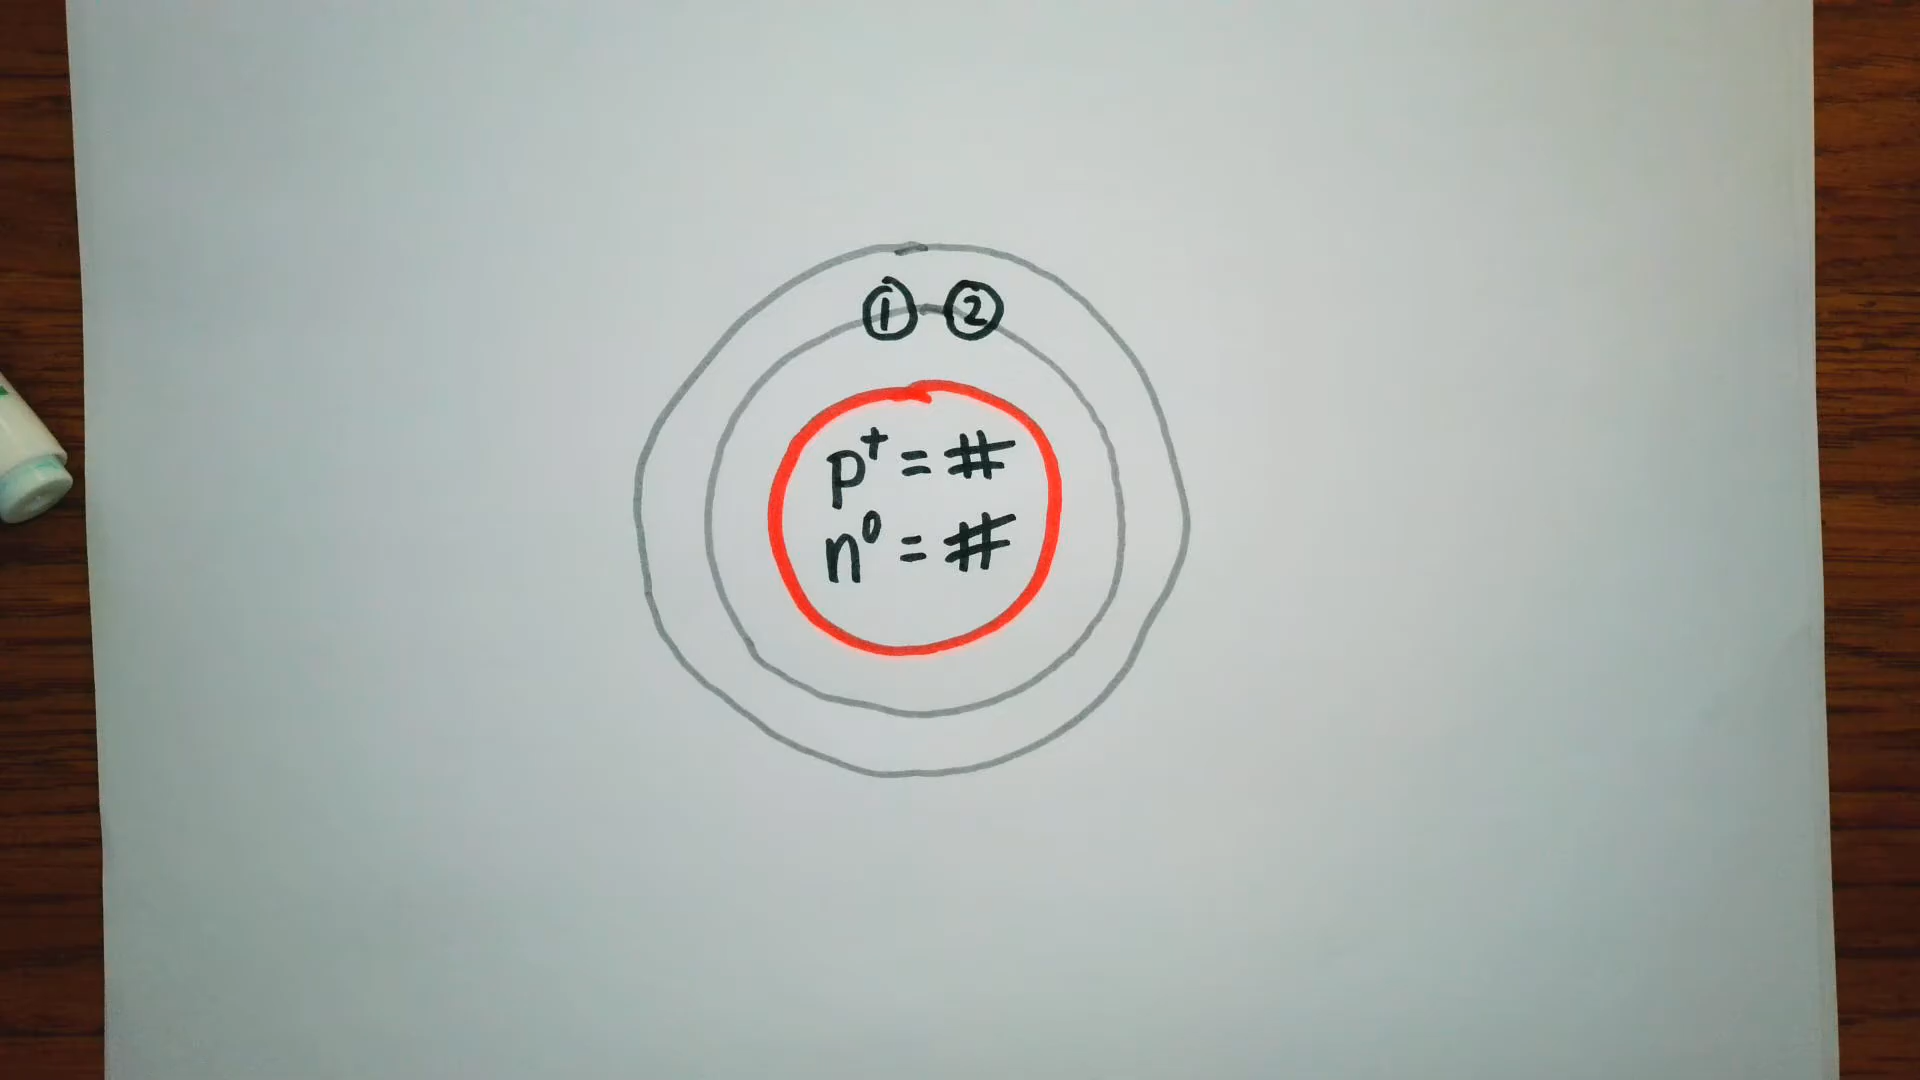 ① ②
p⁺ = #
n⁰ = #